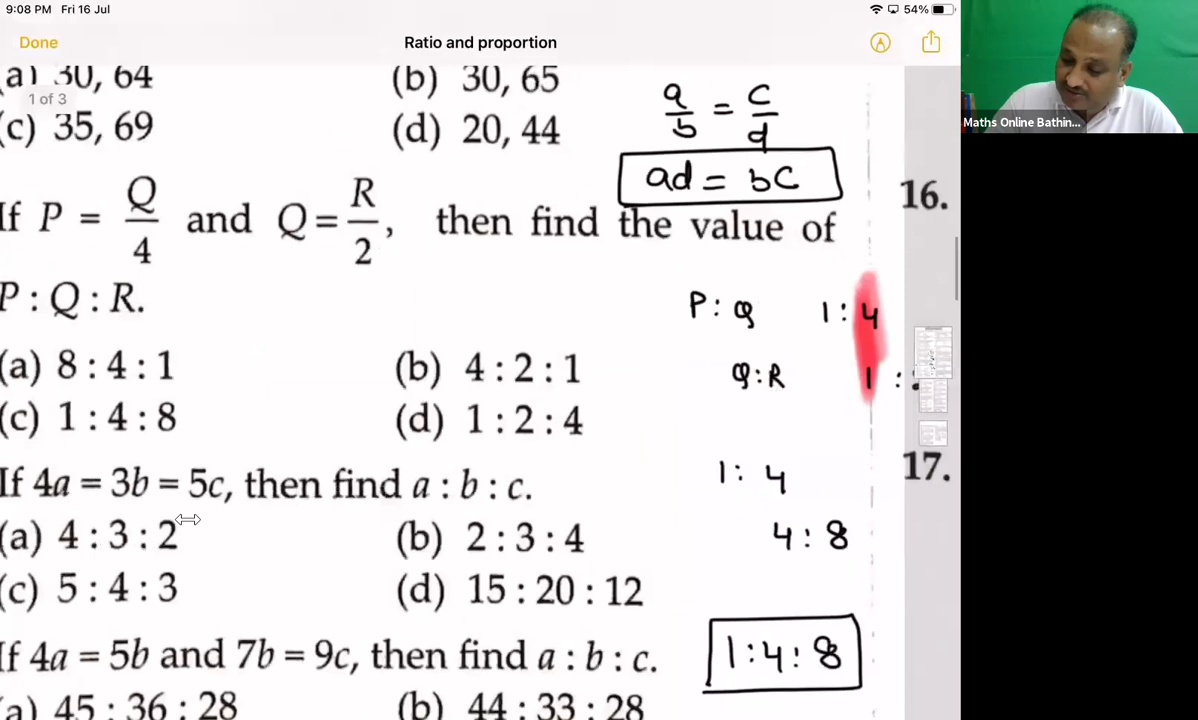 9:08 PM Fri 16 Jul
54%
Done
Ratio and proportion
(a) 30, 64 (b) 30, 65
1 of 3
(c) 35, 69 (d) 20, 44
a/b = c/d
ad = bc
If P = Q/4 and Q = R/2, then find the value of
P : Q : R.
(a) 8 : 4 : 1 (b) 4 : 2 : 1
(c) 1 : 4 : 8 (d) 1 : 2 : 4
P : Q 1 : 4
Q : R 1 :
1 : 4
4 : 8
1 : 4 : 8
If 4a = 3b = 5c, then find a : b : c.
(a) 4 : 3 : 2 (b) 2 : 3 : 4
(c) 5 : 4 : 3 (d) 15 : 20 : 12
If 4a = 5b and 7b = 9c, then find a : b : c.
(a) 45 : 36 : 28 (b) 44 : 33 : 28
16.
17.
Maths Online Bathin...